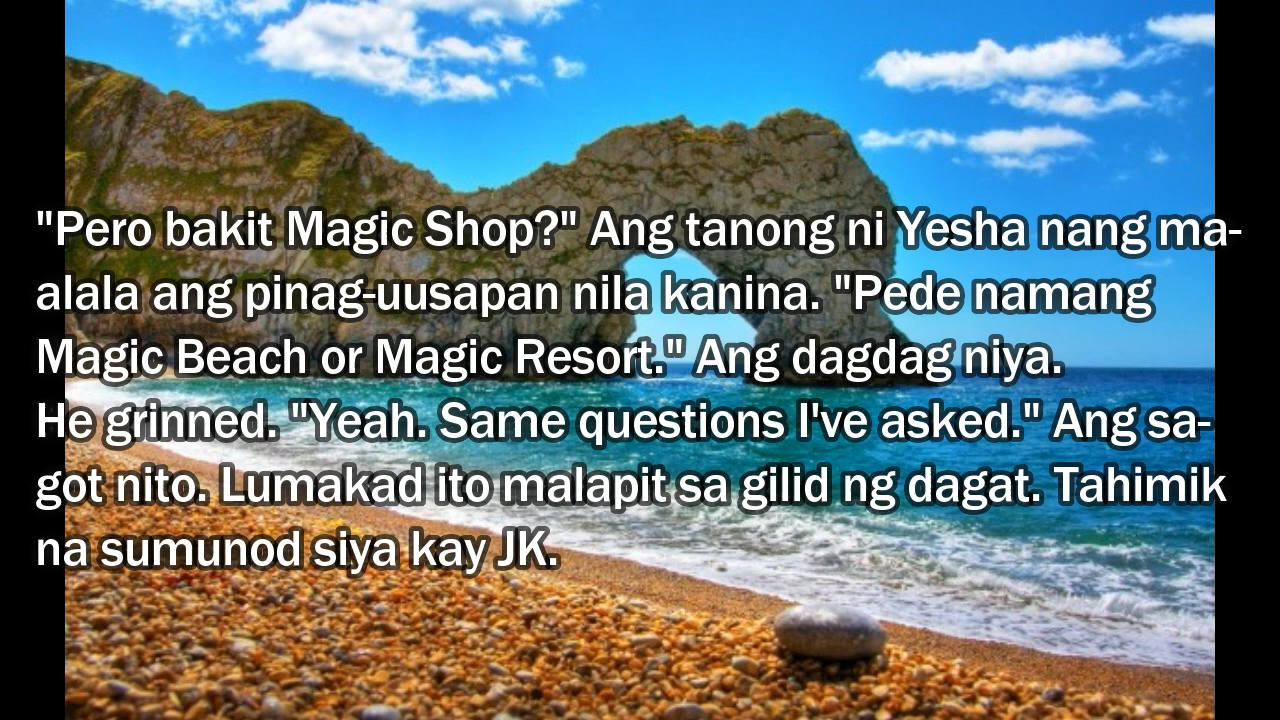 "Pero bakit Magic Shop?" Ang tanong ni Yesha nang ma-
alala ang pinag-uusapan nila kanina. "Pede namang
Magic Beach or Magic Resort." Ang dagdag niya.
He grinned. "Yeah. Same questions I've asked." Ang sa-
got nito. Lumakad ito malapit sa gilid ng dagat. Tahimik
na sumunod siya kay JK.